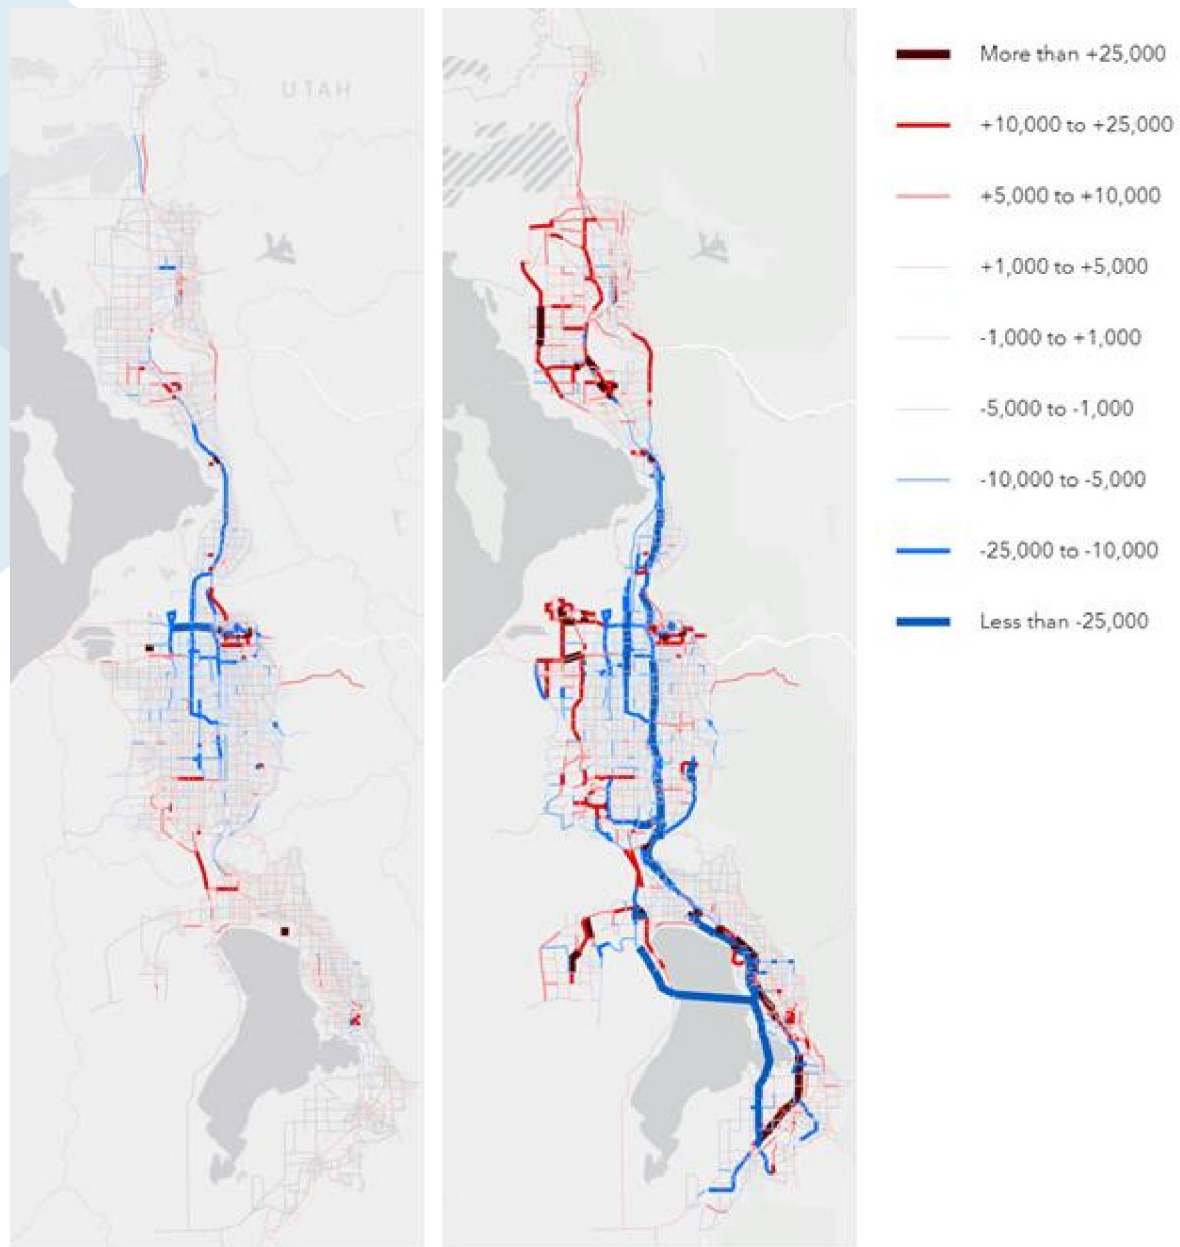 UTAH
More than +25,000
+10,000 to +25,000
+5,000 to +10,000
+1,000 to +5,000
-1,000 to +1,000
-5,000 to -1,000
-10,000 to -5,000
-25,000 to -10,000
Less than -25,000